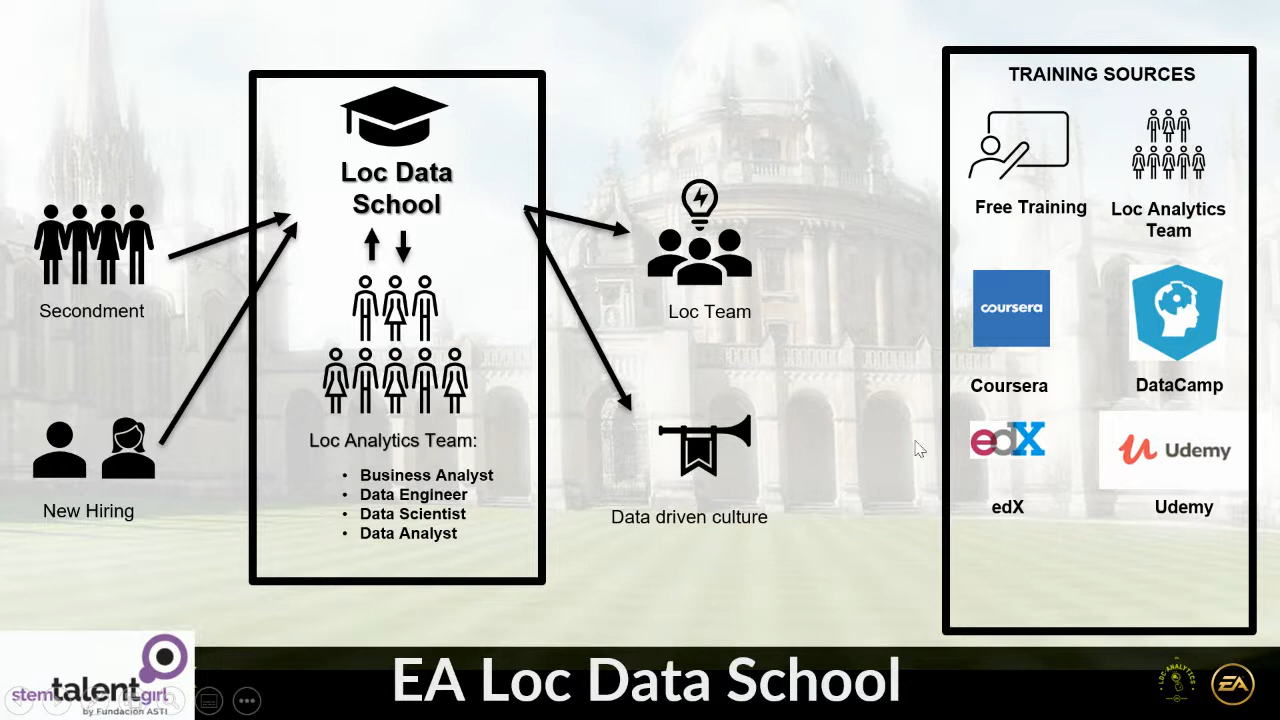 Secondment
New Hiring
Loc Data
School
Loc Analytics Team:
• Business Analyst
• Data Engineer
• Data Scientist
• Data Analyst
Loc Team
Data driven culture
TRAINING SOURCES
Free Training
Loc Analytics
Team
coursera
Coursera
DataCamp
edX
edX
Udemy
Udemy
stem talent girl
by Fundación ASTI
EA Loc Data School
LOC ANALYTICS
EA